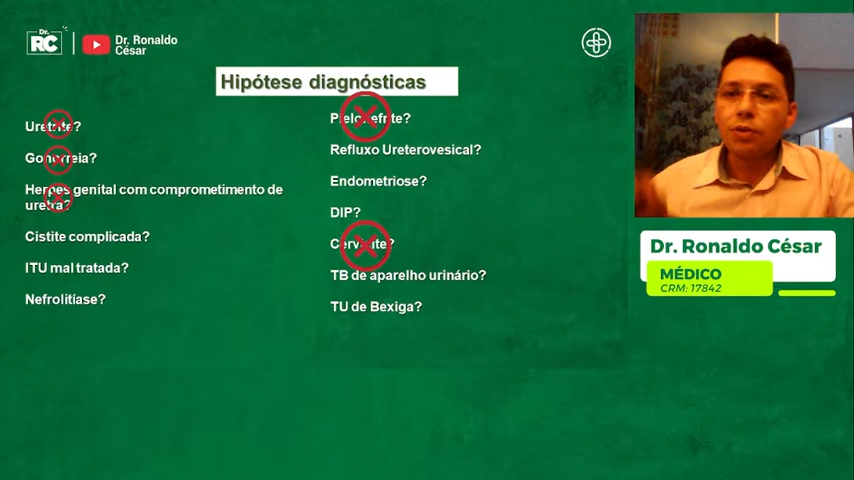 Dr.
RC
Dr. Ronaldo
César
Hipótese diagnósticas
Uretrite?
Gonorreia?
Herpes genital com comprometimento de
uretra?
Cistite complicada?
ITU mal tratada?
Nefrolitíase?
Pielonefrite?
Refluxo Ureterovesical?
Endometriose?
DIP?
Cervicite?
TB de aparelho urinário?
TU de Bexiga?
Dr. Ronaldo César
MÉDICO
CRM: 17842